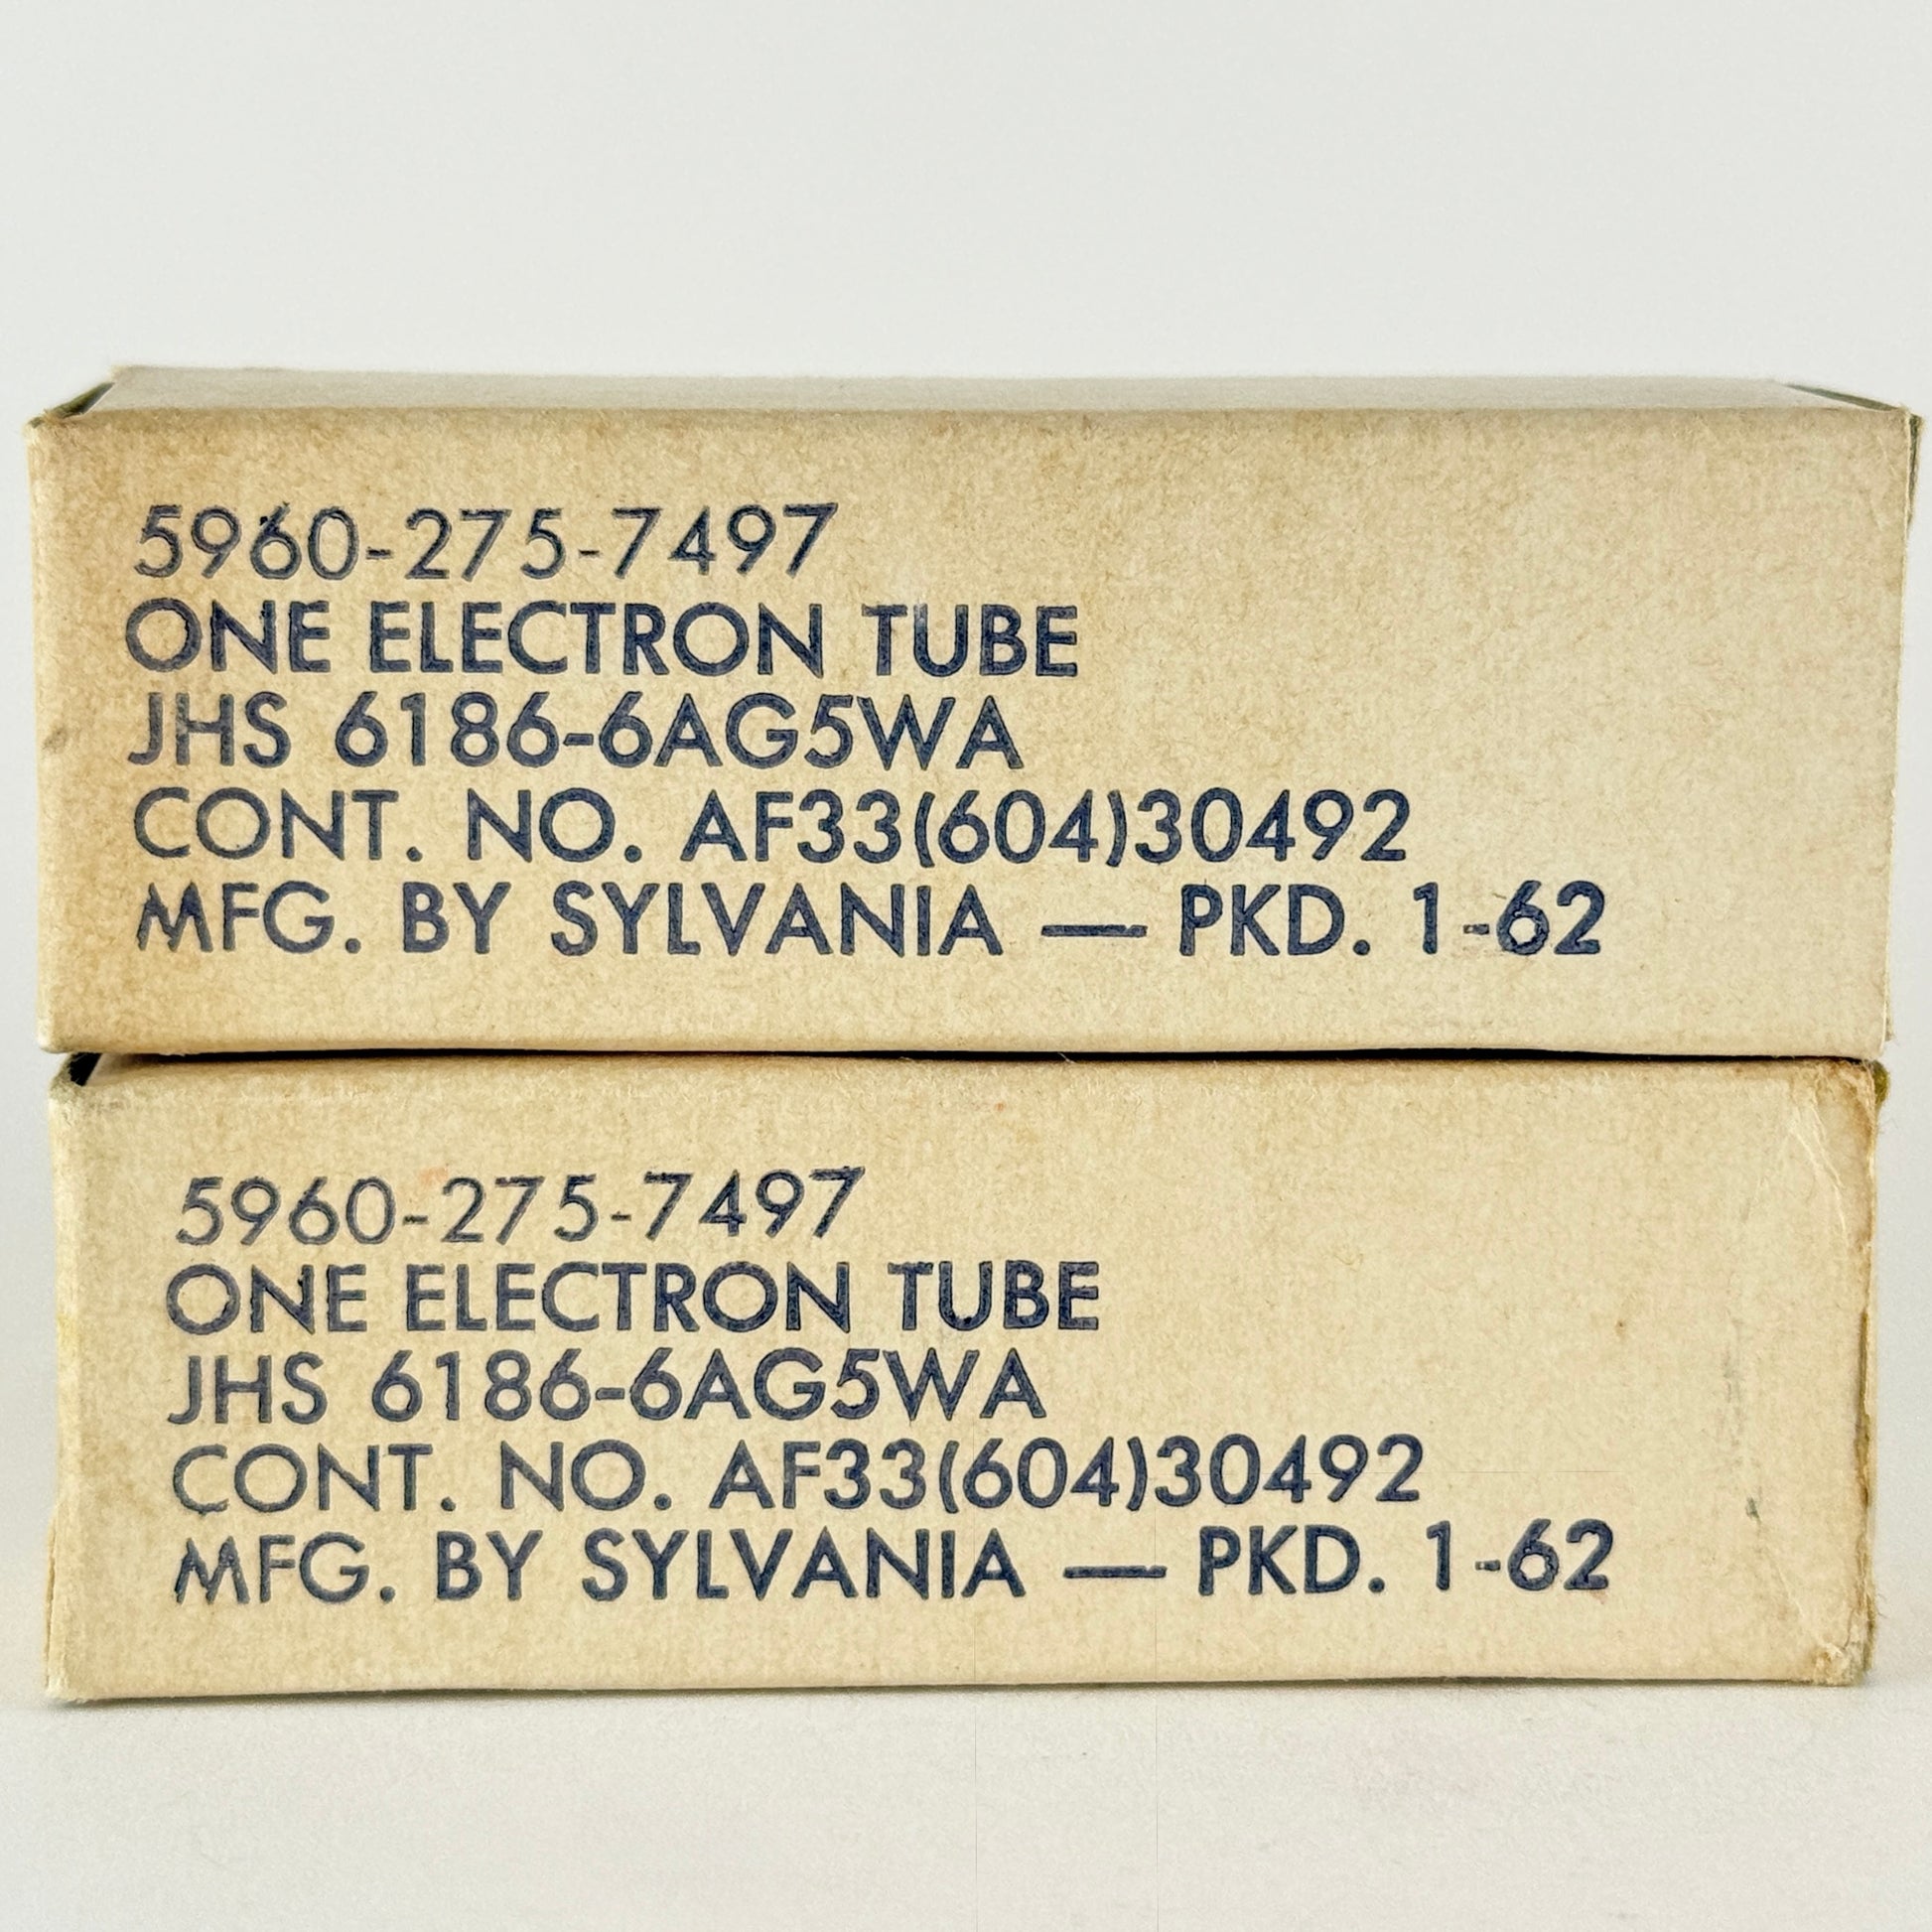 5960-275-7497
ONE ELECTRON TUBE
JHS 6186-6AG5WA
CONT. NO. AF33(604)30492
MFG. BY SYLVANIA — PKD. 1-62
5960-275-7497
ONE ELECTRON TUBE
JHS 6186-6AG5WA
CONT. NO. AF33(604)30492
MFG. BY SYLVANIA — PKD. 1-62